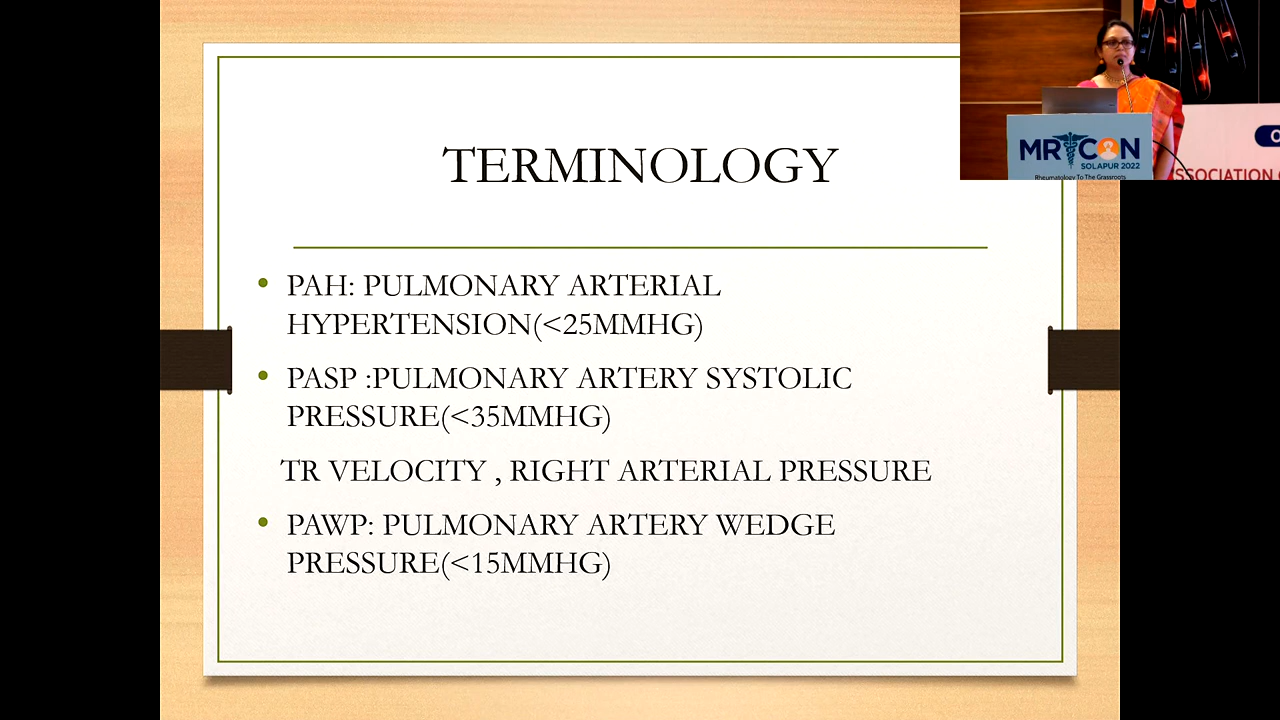 TERMINOLOGY
• PAH: PULMONARY ARTERIAL
HYPERTENSION(<25MMHG)
• PASP :PULMONARY ARTERY SYSTOLIC
PRESSURE(<35MMHG)
TR VELOCITY , RIGHT ARTERIAL PRESSURE
• PAWP: PULMONARY ARTERY WEDGE
PRESSURE(<15MMHG)
MRCON
SOLAPUR 2022
Rheumatology To The Grassroots